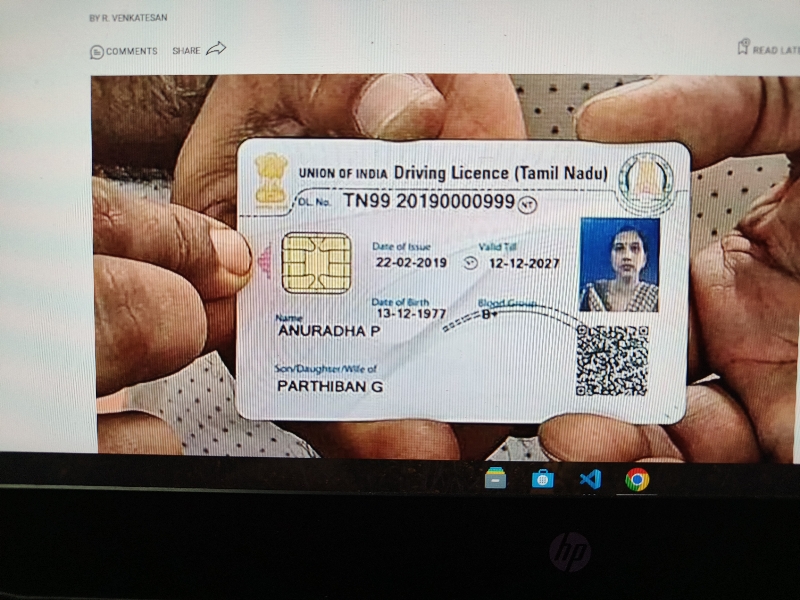 BY R. VENKATESAN
COMMENTS SHARE
READ LATE
UNION OF INDIA Driving Licence (Tamil Nadu)
DL. No. TN99 20190000999 NT
Date of Issue Valid Till
22-02-2019 12-12-2027
Date of Birth Blood Group
13-12-1977 B+
Name
ANURADHA P
Son/Daughter/Wife of
PARTHIBAN G
hp